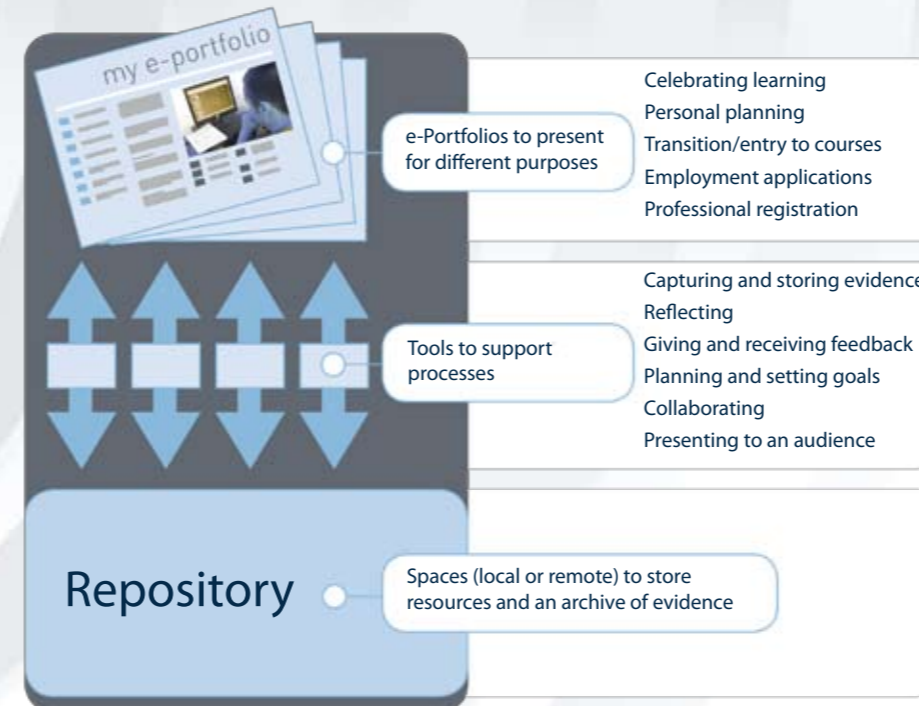 my e-portfolio
e-Portfolios to present
for different purposes
Celebrating learning
Personal planning
Transition/entry to courses
Employment applications
Professional registration
Tools to support
processes
Capturing and storing evidence
Reflecting
Giving and receiving feedback
Planning and setting goals
Collaborating
Presenting to an audience
Repository
Spaces (local or remote) to store
resources and an archive of evidence